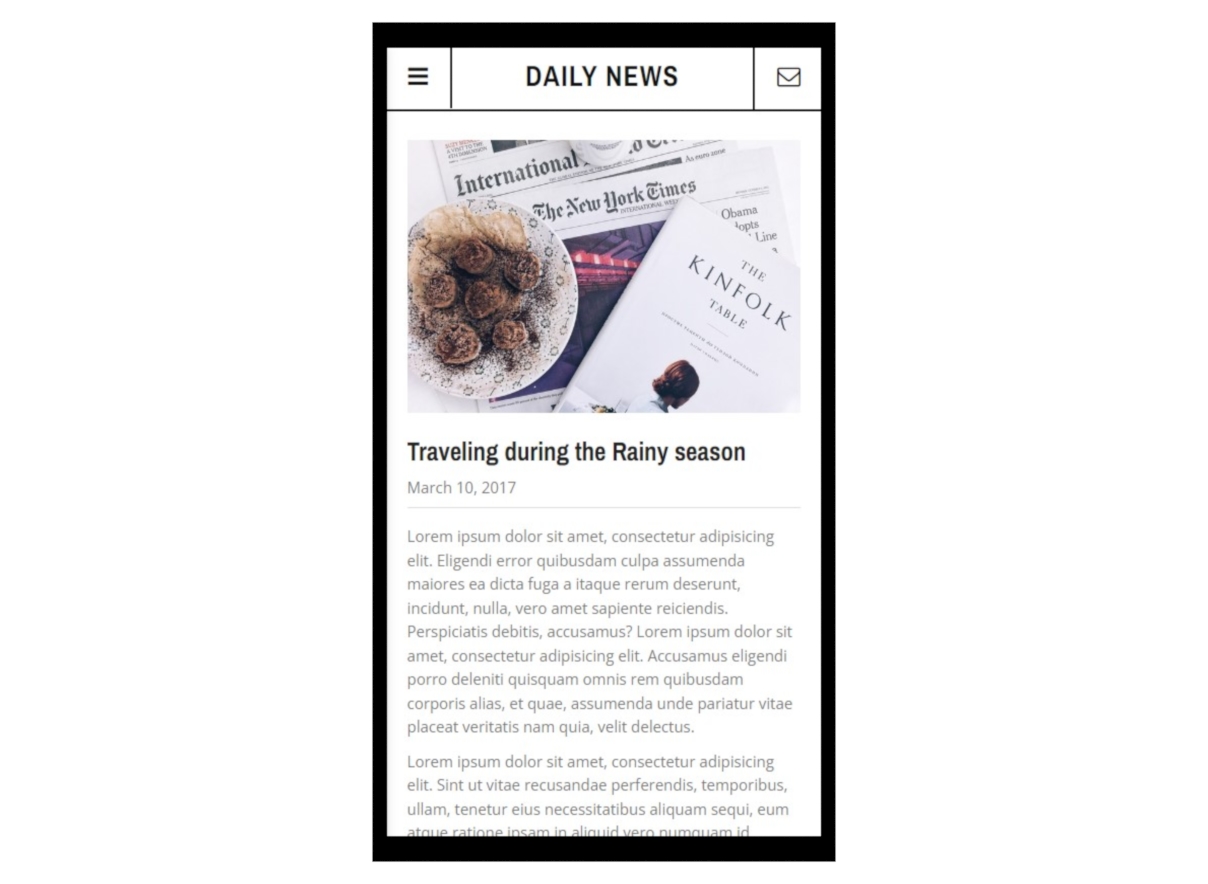 DAILY NEWS
International
The New York Times
INTERNATIONAL
Obama
Line
THE
KINFOLK
TABLE
Traveling during the Rainy season
March 10, 2017
Lorem ipsum dolor sit amet, consectetur adipisicing
elit. Eligendi error quibusdam culpa assumenda
maiores ea dicta fuga a itaque rerum deserunt,
incidunt, nulla, vero amet sapiente reiciendis.
Perspiciatis debitis, accusamus? Lorem ipsum dolor sit
amet, consectetur adipisicing elit. Accusamus eligendi
porro deleniti quisquam omnis rem quibusdam
corporis alias, et quae, assumenda unde pariatur vitae
placeat veritatis nam quia, velit delectus.
Lorem ipsum dolor sit amet, consectetur adipisicing
elit. Sint ut vitae recusandae perferendis, temporibus,
ullam, tenetur eius necessitatibus aliquam sequi, eum
atque ratione ipsam in aliquid vero numquam id